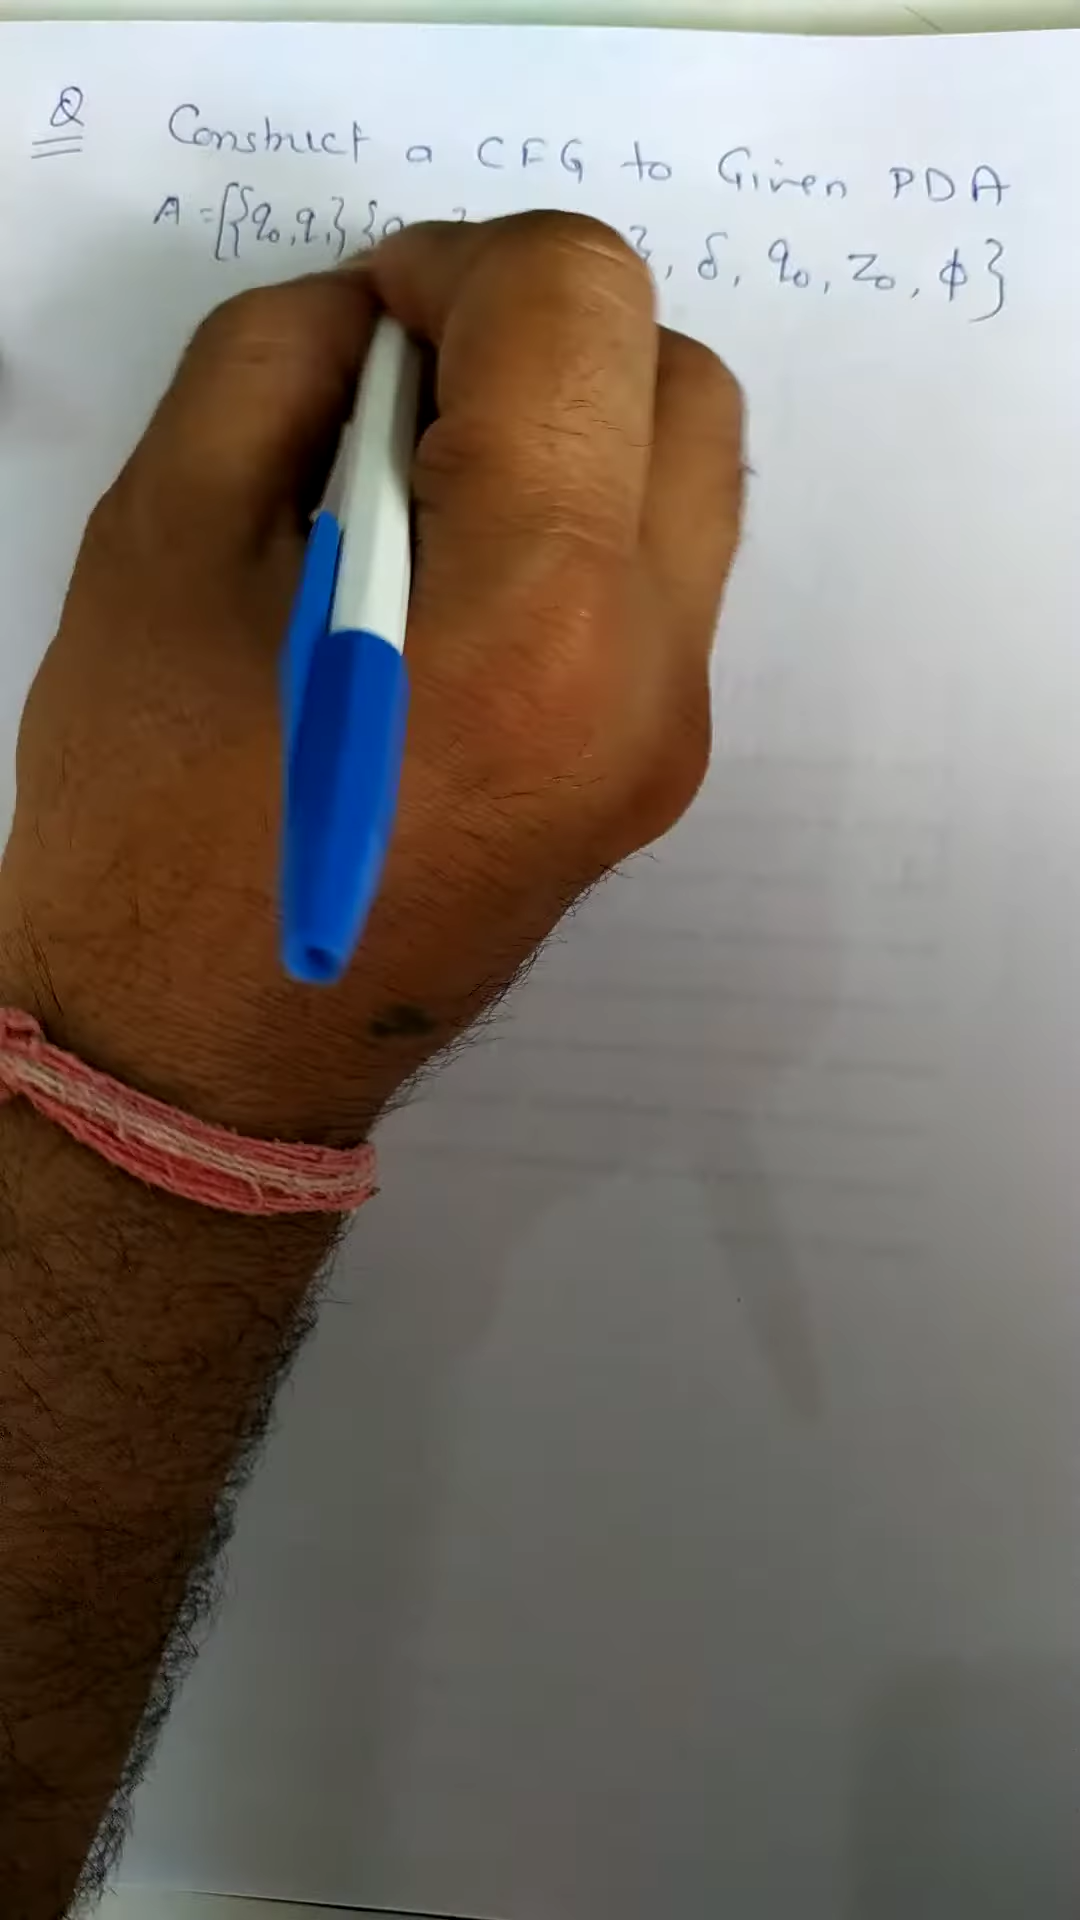 Q Construct a CFG to Given PDA
A = {{q₀, q₁} { }, δ, q₀, z₀, φ}